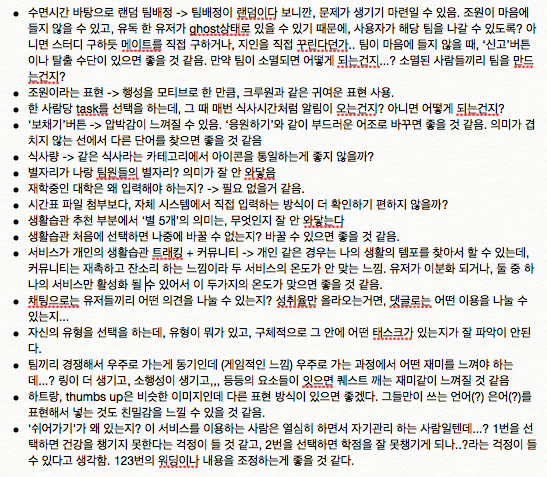 • 수면시간 바탕으로 랜덤 팀배정 -> 팀배정이 랜덤이다 보니깐, 문제가 생기기 마련일 수 있음. 조원이 마음에
들지 않을 수 있고, 유독 한 유저가 ghost상태로 있을 수 있기 때문에, 사용자가 해당 팀을 나갈 수 있도록? 아
니면 스터디 구하듯 메이트를 직접 구하거나, 지인을 직접 꾸린다던가.. 팀이 마음에 들지 않을 때, ‘신고’버튼
이나 탈출 수단이 있으면 좋을 것 같음. 만약 팀이 소멸되면 어떻게 되는건지...? 소멸된 사람들끼리 팀을 만드
는건지?
• 조원이라는 표현 -> 행성을 모티브로 한 만큼, 크루원과 같은 귀여운 표현 사용.
• 한 사람당 task를 선택을 하는데, 그 때 매번 식사시간처럼 알림이 오는건지? 아니면 어떻게 되는건지?
• ‘보채기’버튼 -> 압박감이 느껴질 수 있음. ‘응원하기’와 같이 부드러운 어조로 바꾸면 좋을 것 같음. 의미가 겹
치지 않는 선에서 다른 단어를 찾으면 좋을 것 같음
• 식사량 -> 같은 식사라는 카테고리에서 아이콘을 통일하는게 좋지 않을까?
• 별자리가 나랑 팀원들의 별자리? 의미가 잘 안 와닿음
• 재학중인 대학은 왜 입력해야 하는지? -> 필요 없을거 같음.
• 시간표 파일 첨부보다, 자체 시스템에서 직접 입력하는 방식이 더 확인하기 편하지 않을까?
• 생활습관 추천 부분에서 ‘별 5개’의 의미는, 무엇인지 잘 안 와닿는다
• 생활습관 처음에 선택하면 나중에 바꿀 수 없는지? 바꿀 수 있으면 좋을 것 같음.
• 서비스가 개인의 생활습관 트래킹 + 커뮤니티 -> 개인 같은 경우는 나의 생활의 템포를 찾아서 할 수 있는데,
커뮤니티는 재촉하고 잔소리 하는 느낌이라 두 서비스의 온도가 안 맞는 느낌. 유저가 이분화 되거나, 둘 중 하
나의 서비스만 활성화 될 수 있어서 이 두가지의 온도가 맞으면 좋을 것 같음.
• 채팅으로는 유저들끼리 어떤 의견을 나눌 수 있는지? 성취율만 올라오는거면, 댓글로는 어떤 이용을 나눌 수
있는지...
• 자신의 유형을 선택을 하는데, 유형이 뭐가 있고, 구체적으로 그 안에 어떤 태스크가 있는지가 잘 파악이 안된
다.
• 팀끼리 경쟁해서 우주로 가는게 동기인데 (게임적인 느낌) 우주로 가는 과정에서 어떤 재미를 느껴야 하는
데...? 링이 더 생기고, 소행성이 생기고,,, 등등의 요소들이 잇으면 퀘스트 깨는 재미같이 느껴질 것 같음
• 하트랑, thumbs up은 비슷한 이미지인데 다른 표현 방식이 있으면 좋겠다. 그들만이 쓰는 언어(?) 은어(?)를
표현해서 넣는 것도 친밀감을 느낄 수 있을 것 같음.
• ‘쉬어가기’가 왜 있는지? 이 서비스를 이용하는 사람은 열심히 하면서 자기관리 하는 사람일텐데...? 1번을 선
택하면 건강을 챙기지 못한다는 걱정이 들 것 같고, 2번을 선택하면 학점을 잘 못챙기게 되나..?라는 걱정이 들
수 있다고 생각함. 123번의 워딩이나 내용을 조정하는게 좋을 것 같다.